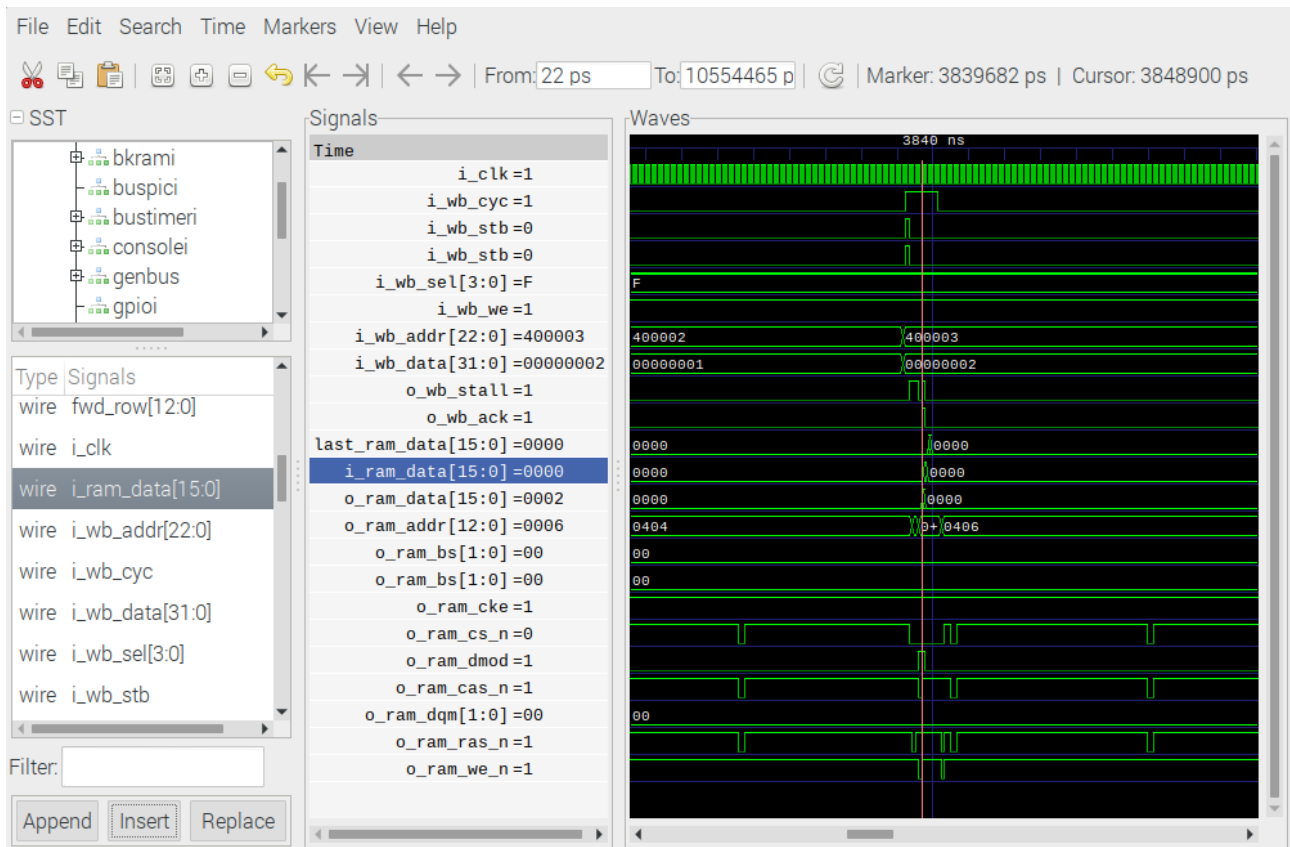 File Edit Search Time Markers View Help
From: 22 ps To: 10554465 p Marker: 3839682 ps | Cursor: 3848900 ps
SST
bkrami
buspici
bustimeri
consolei
genbus
gpioi
Type Signals
wire fwd_row[12:0]
wire i_clk
wire i_ram_data[15:0]
wire i_wb_addr[22:0]
wire i_wb_cyc
wire i_wb_data[31:0]
wire i_wb_sel[3:0]
wire i_wb_stb
Filter:
Append Insert Replace
Signals
Time
i_clk=1
i_wb_cyc=1
i_wb_stb=0
i_wb_stb=0
i_wb_sel[3:0]=F
i_wb_we=1
i_wb_addr[22:0]=400003
i_wb_data[31:0]=00000002
o_wb_stall=1
o_wb_ack=1
last_ram_data[15:0]=0000
i_ram_data[15:0]=0000
o_ram_data[15:0]=0002
o_ram_addr[12:0]=0006
o_ram_bs[1:0]=00
o_ram_bs[1:0]=00
o_ram_cke=1
o_ram_cs_n=0
o_ram_dmod=1
o_ram_cas_n=1
o_ram_dqm[1:0]=00
o_ram_ras_n=1
o_ram_we_n=1
Waves
3840 ns
F
400002 400003
00000001 00000002
0000 0000
0000 0000
0000 0000
0404 0+ 0406
00
00
00